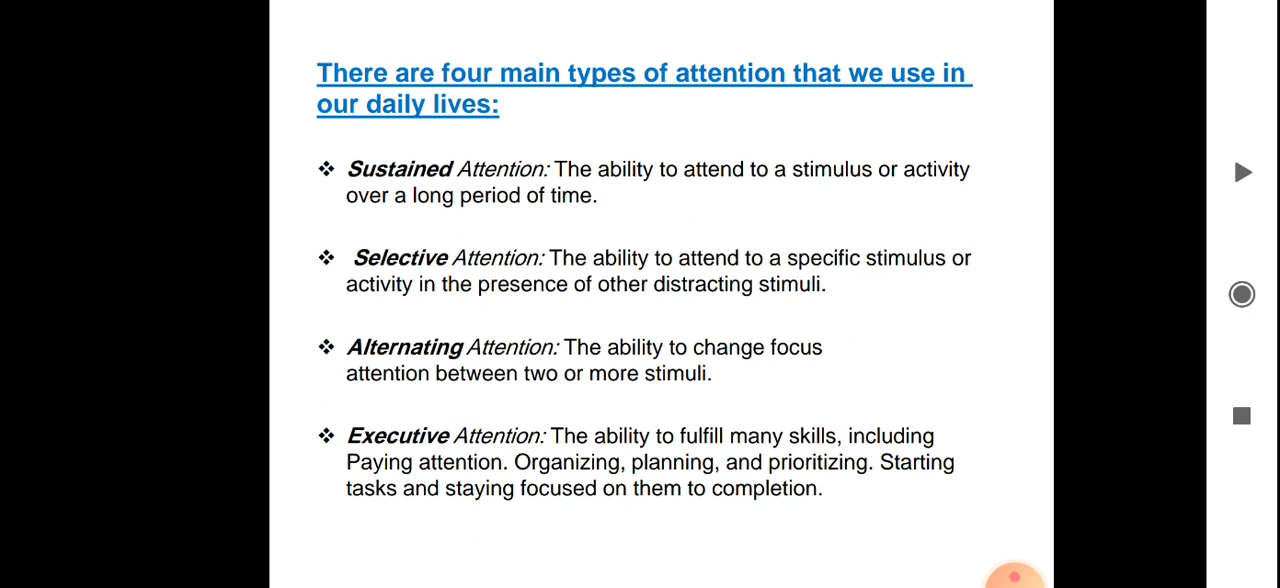 There are four main types of attention that we use in
our daily lives:
❖ Sustained Attention: The ability to attend to a stimulus or activity
over a long period of time.
❖ Selective Attention: The ability to attend to a specific stimulus or
activity in the presence of other distracting stimuli.
❖ Alternating Attention: The ability to change focus
attention between two or more stimuli.
❖ Executive Attention: The ability to fulfill many skills, including
Paying attention. Organizing, planning, and prioritizing. Starting
tasks and staying focused on them to completion.